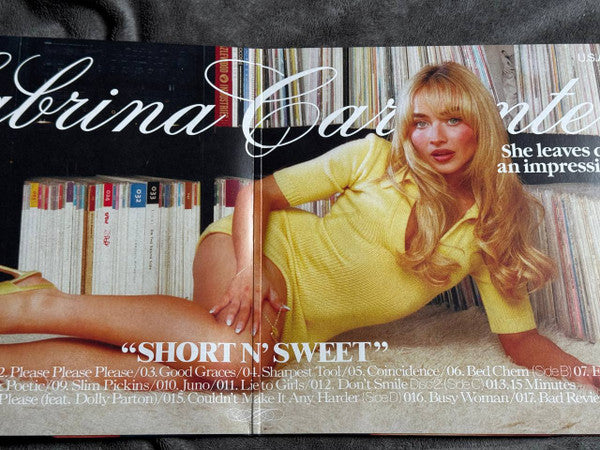 abrina Carpenter
U.S.
She leaves
an impressi
"SHORT N' SWEET"
2. Please Please Please/03. Good Graces/04. Sharpest Tool/05. Coincidence/06. Bed Chem (Side B) 07. E
Poetic/09. Slim Pickins/010. Juno/011. Lie to Girls/012. Don't Smile Disc 2 (Side C) 013. 15 Minutes
Please (feat. Dolly Parton)/015. Couldn't Make It Any Harder (Side D) 016. Busy Woman/017. Bad Revie